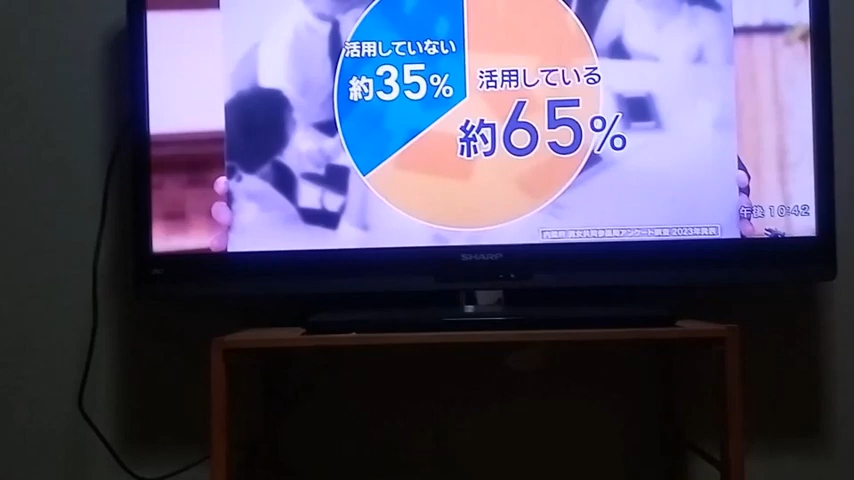 活用していない
約35%
活用している
約65%
午後 10:42
内閣府 男女共同参画局アンケート調査 2023年発表
SHARP